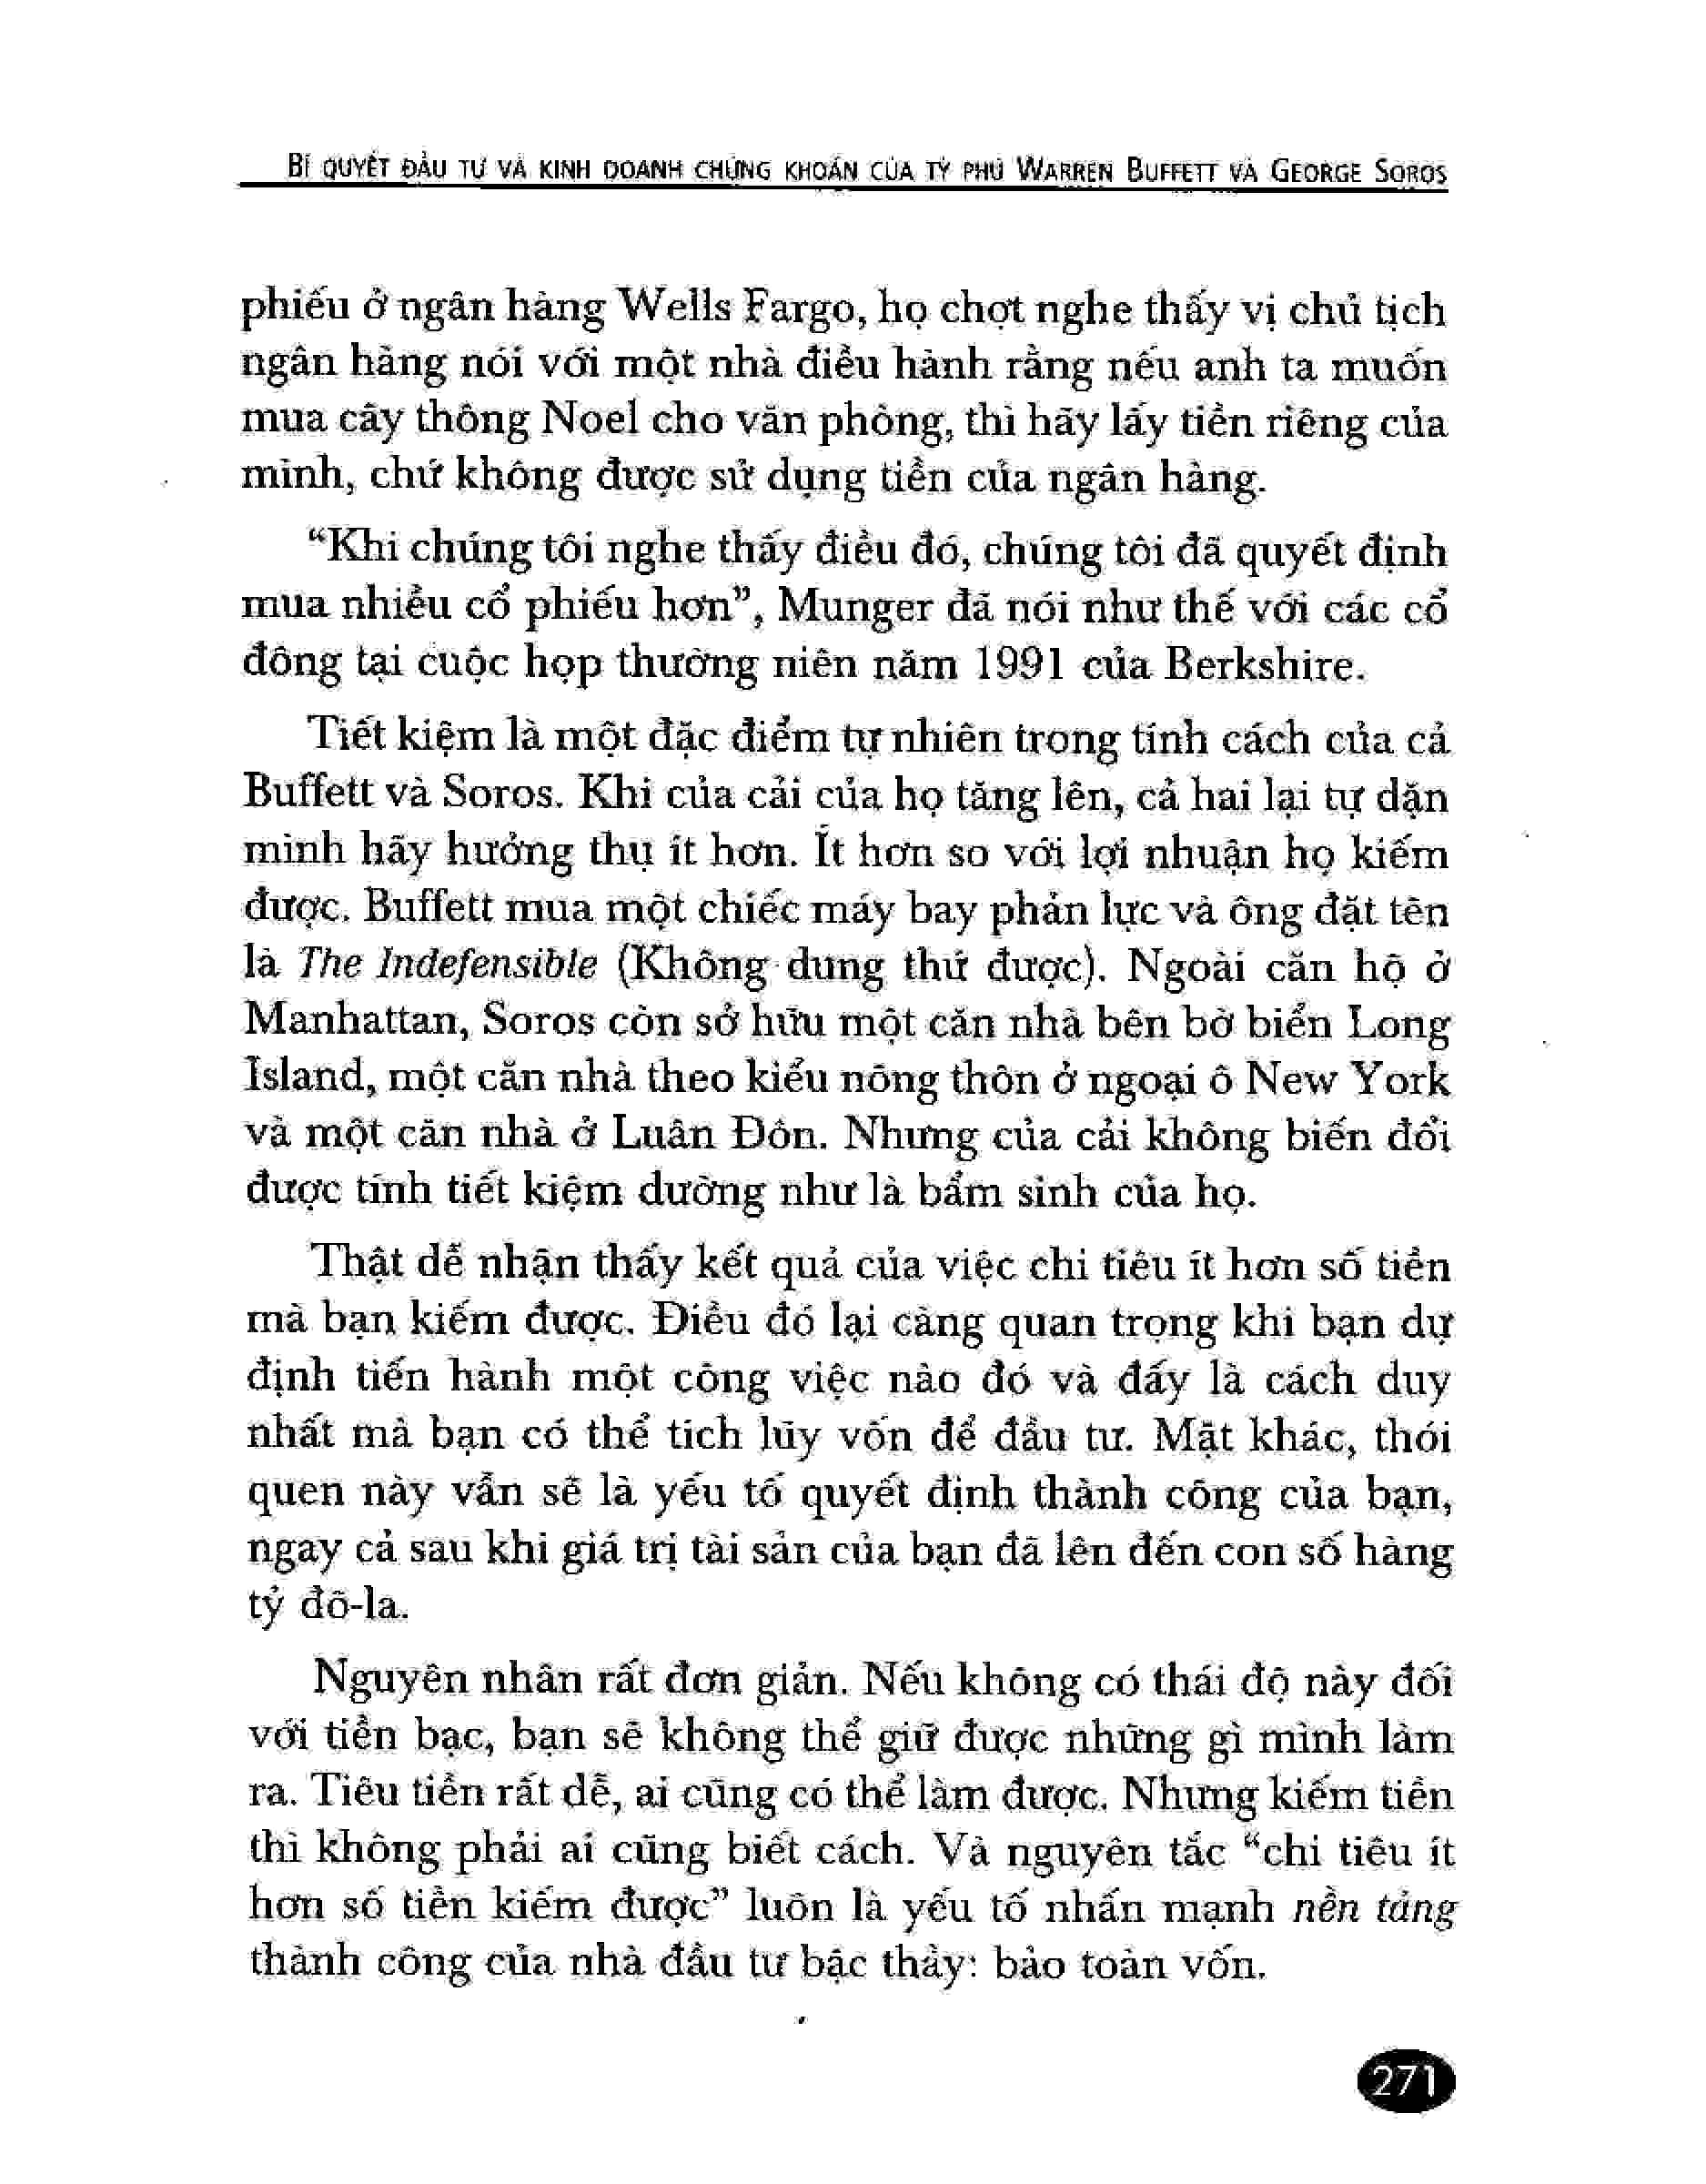 BÍ QUYẾT ĐẦU TƯ VÀ KINH DOANH CHỨNG KHOÁN CỦA TỶ PHÚ WARREN BUFFETT VÀ GEORGE SOROS
phiếu ở ngân hàng Wells Fargo, họ chợt nghe thấy vị chủ tịch
ngân hàng nói với một nhà điều hành rằng nếu anh ta muốn
mua cây thông Noel cho văn phòng, thì hãy lấy tiền riêng của
mình, chứ không được sử dụng tiền của ngân hàng.
“Khi chúng tôi nghe thấy điều đó, chúng tôi đã quyết định
mua nhiều cổ phiếu hơn”, Munger đã nói như thế với các cổ
đông tại cuộc họp thường niên năm 1991 của Berkshire.
Tiết kiệm là một đặc điểm tự nhiên trong tính cách của cả
Buffett và Soros. Khi của cải của họ tăng lên, cả hai lại tự dặn
mình hãy hưởng thụ ít hơn. Ít hơn so với lợi nhuận họ kiếm
được. Buffett mua một chiếc máy bay phản lực và ông đặt tên
là The Indefensible (Không dung thứ được). Ngoài căn hộ ở
Manhattan, Soros còn sở hữu một căn nhà bên bờ biển Long
Island, một căn nhà theo kiểu nông thôn ở ngoại ô New York
và một căn nhà ở Luân Đôn. Nhưng của cải không biến đổi
được tính tiết kiệm dường như là bẩm sinh của họ.
Thật dễ nhận thấy kết quả của việc chi tiêu ít hơn số tiền
mà bạn kiếm được. Điều đó lại càng quan trọng khi bạn dự
định tiến hành một công việc nào đó và đấy là cách duy
nhất mà bạn có thể tích lũy vốn để đầu tư. Mặt khác, thói
quen này vẫn sẽ là yếu tố quyết định thành công của bạn,
ngay cả sau khi giá trị tài sản của bạn đã lên đến con số hàng
tỷ đô-la.
Nguyên nhân rất đơn giản. Nếu không có thái độ này đối
với tiền bạc, bạn sẽ không thể giữ được những gì mình làm
ra. Tiêu tiền rất dễ, ai cũng có thể làm được. Nhưng kiếm tiền
thì không phải ai cũng biết cách. Và nguyên tắc “chi tiêu ít
hơn số tiền kiếm được” luôn là yếu tố nhấn mạnh nền tảng
thành công của nhà đầu tư bậc thầy: bảo toàn vốn.
271